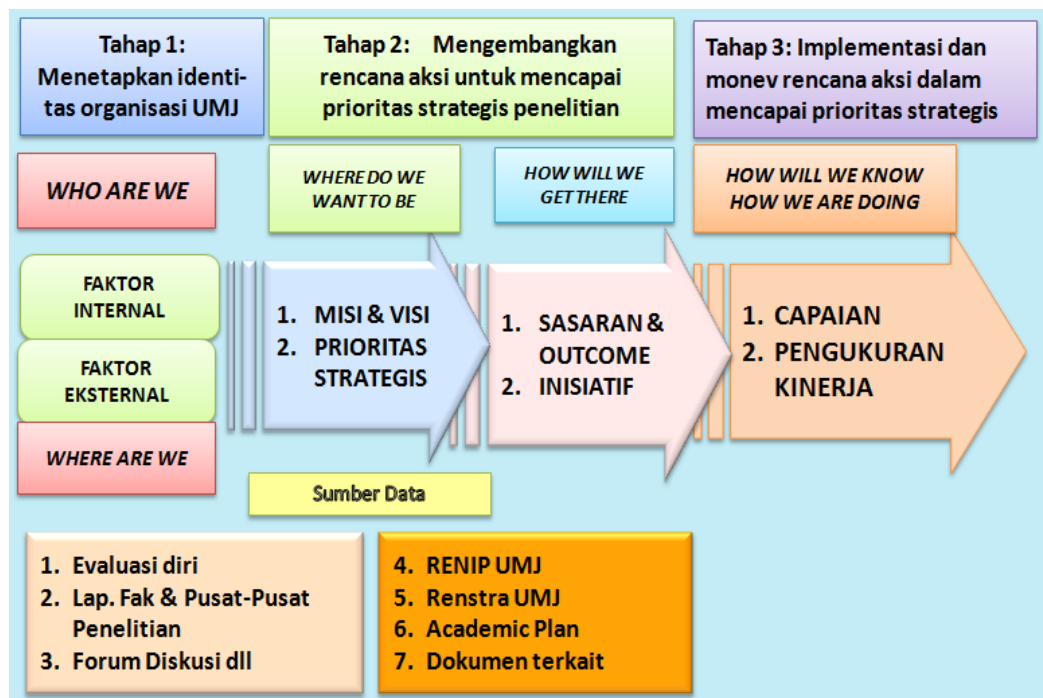 Tahap 1:
Menetapkan identi-
tas organisasi UMJ
Tahap 2: Mengembangkan
rencana aksi untuk mencapai
prioritas strategis penelitian
Tahap 3: Implementasi dan
monev rencana aksi dalam
mencapai prioritas strategis
WHO ARE WE
WHERE DO WE
WANT TO BE
HOW WILL WE
GET THERE
HOW WILL WE KNOW
HOW WE ARE DOING
FAKTOR
INTERNAL
FAKTOR
EKSTERNAL
WHERE ARE WE
1. MISI & VISI
2. PRIORITAS
STRATEGIS
1. SASARAN &
OUTCOME
2. INISIATIF
1. CAPAIAN
2. PENGUKURAN
KINERJA
Sumber Data
1. Evaluasi diri
2. Lap. Fak & Pusat-Pusat
Penelitian
3. Forum Diskusi dll
4. RENIP UMJ
5. Renstra UMJ
6. Academic Plan
7. Dokumen terkait